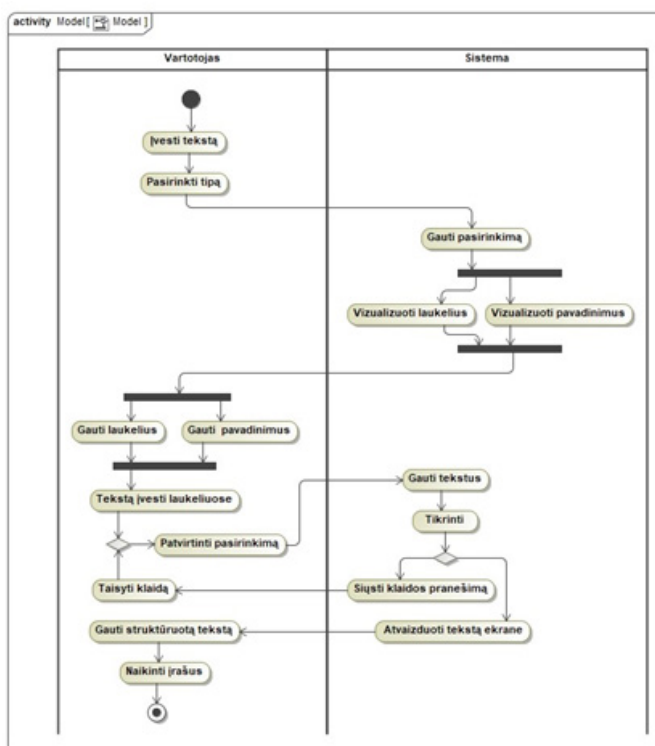 activity Model[ Model ]
Vartotojas
Sistema
Įvesti tekstą
Pasirinkti tipą
Gauti pasirinkimą
Vizualizuoti laukelius
Vizualizuoti pavadinimus
Gauti laukelius
Gauti pavadinimus
Gauti tekstus
Tekstą įvesti laukeliuose
Tikrinti
Patvirtinti pasirinkimą
Taisyti klaidą
Siųsti klaidos pranešimą
Gauti struktūruotą tekstą
Atvaizduoti tekstą ekrane
Naikinti įrašus